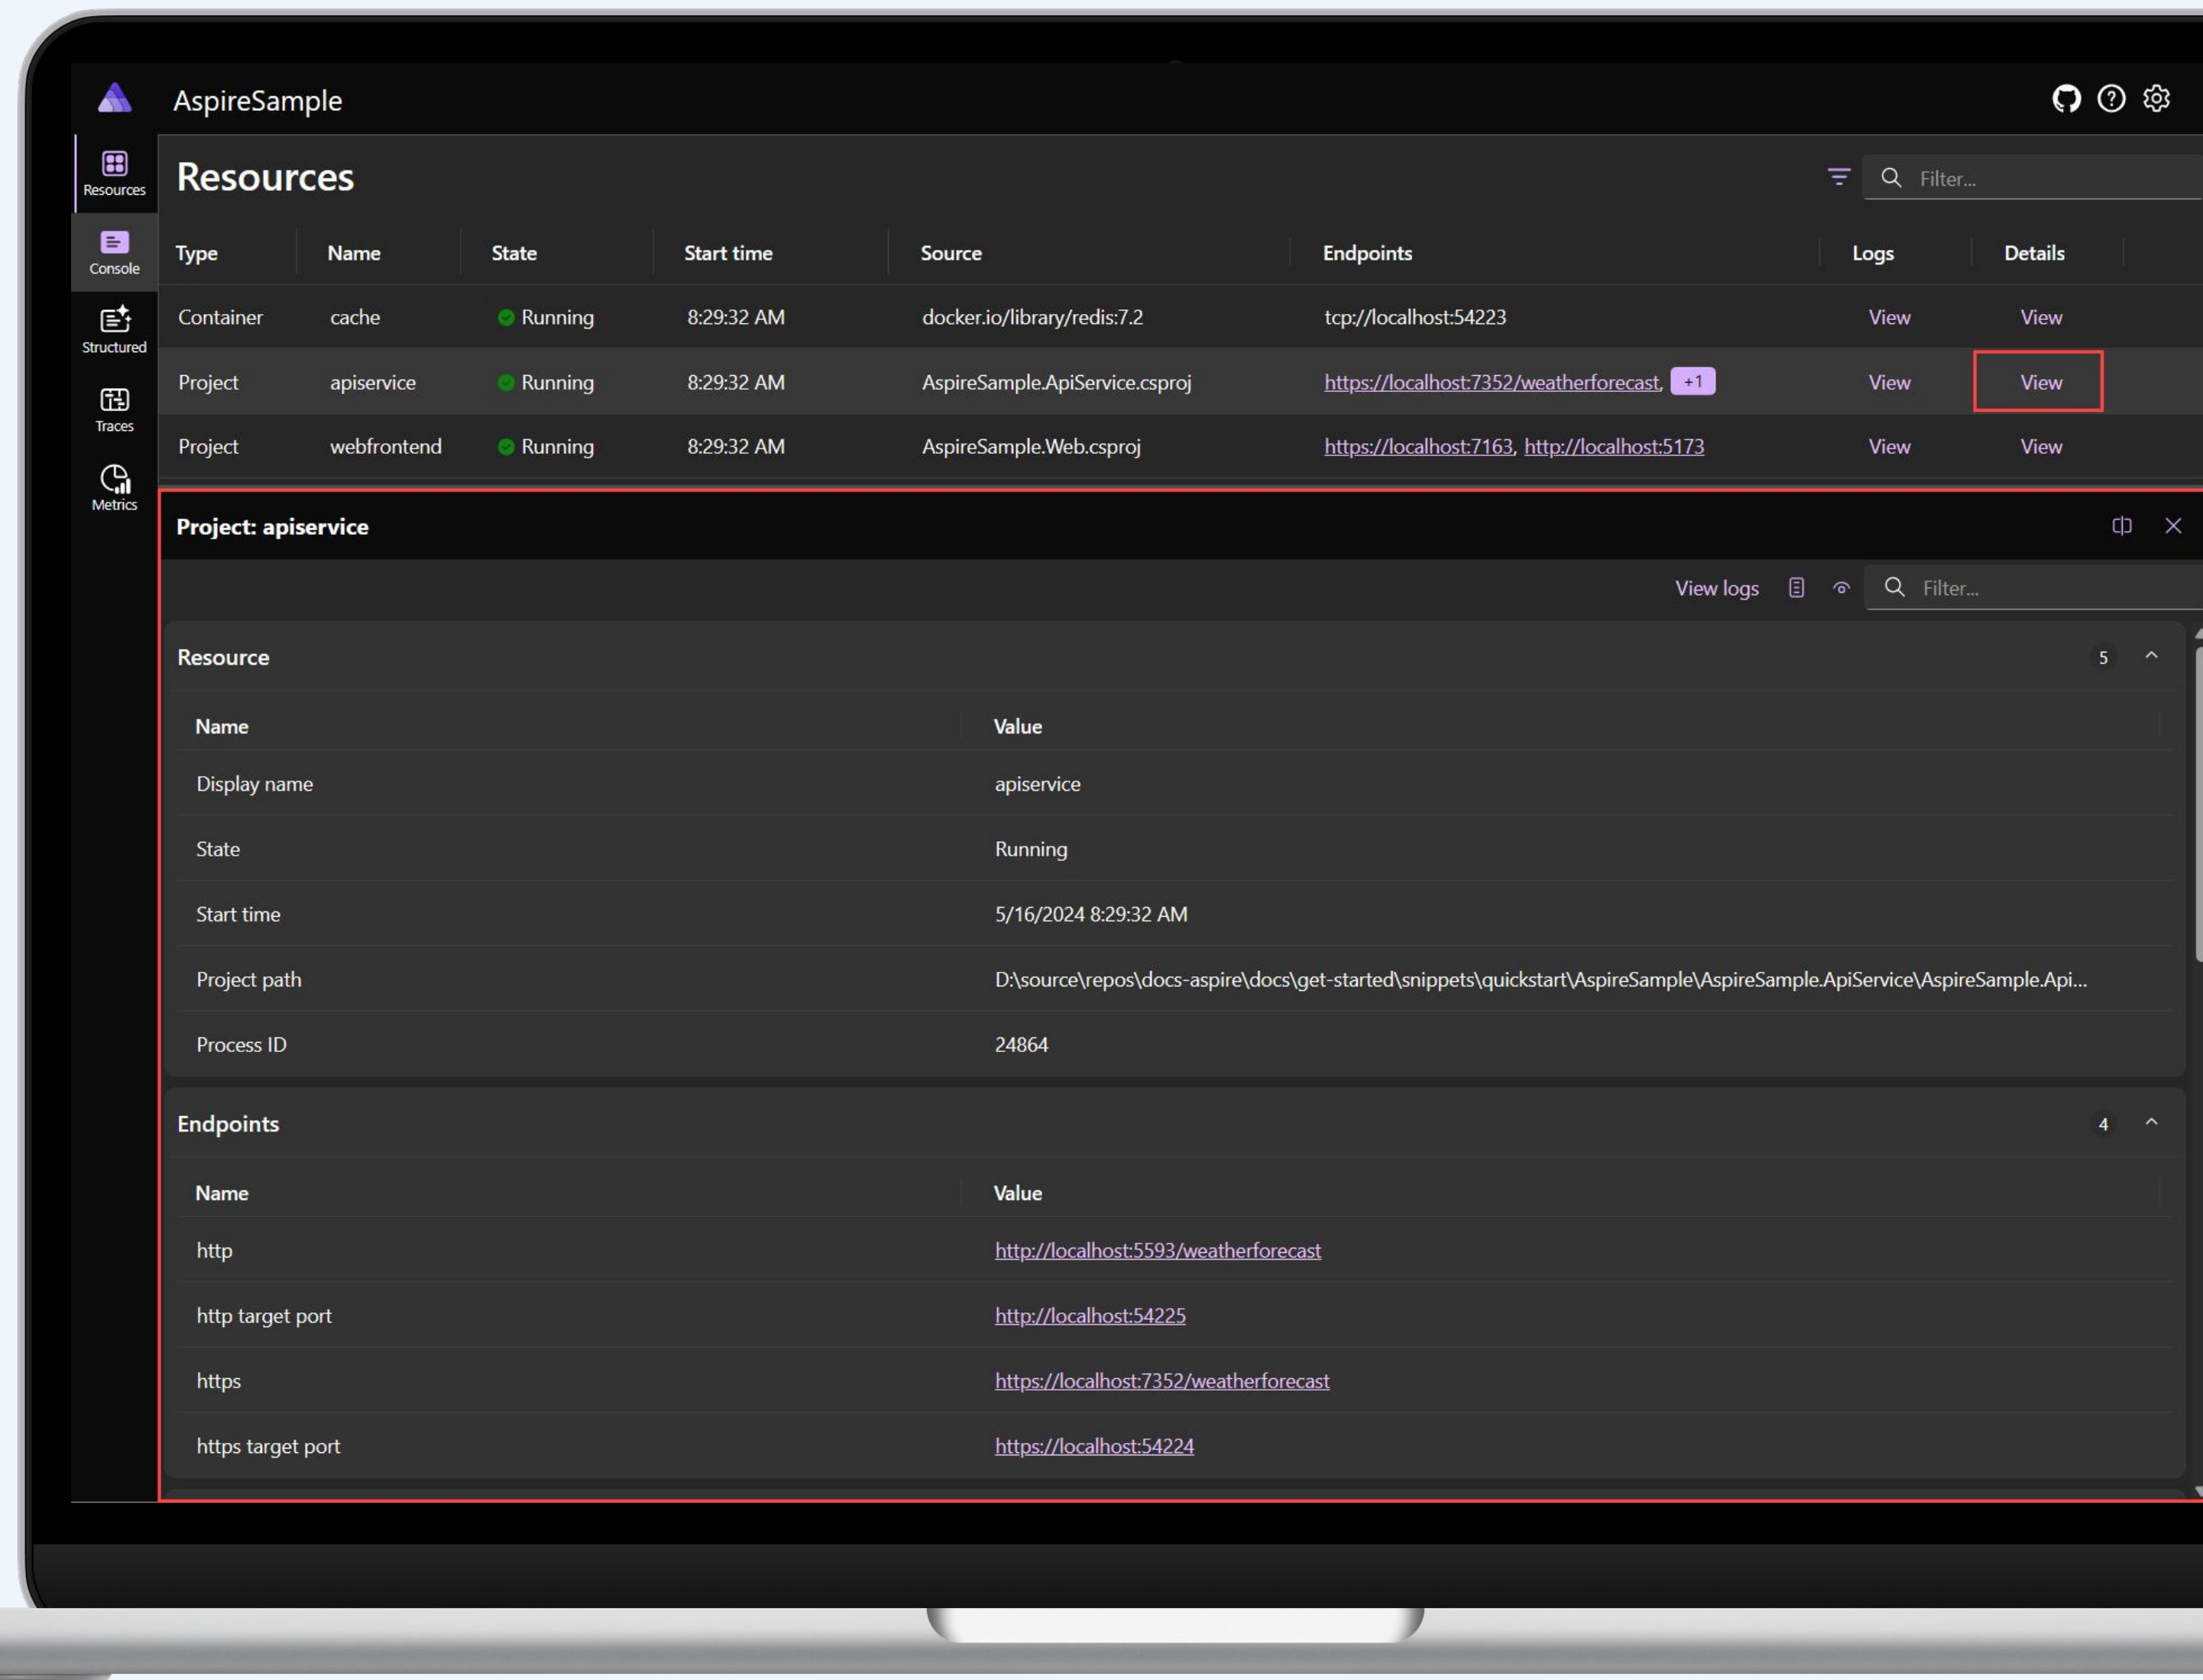 AspireSample
Resources
Resources
Filter...
Console
Type Name State Start time Source Endpoints Logs Details
Structured
Container cache Running 8:29:32 AM docker.io/library/redis:7.2 tcp://localhost:54223 View View
Traces
Project apiservice Running 8:29:32 AM AspireSample.ApiService.csproj https://localhost:7352/weatherforecast, +1 View View
Project webfrontend Running 8:29:32 AM AspireSample.Web.csproj https://localhost:7163, http://localhost:5173 View View
Metrics
Project: apiservice
View logs Filter...
Resource 5
Name Value
Display name apiservice
State Running
Start time 5/16/2024 8:29:32 AM
Project path D:\source\repos\docs-aspire\docs\get-started\snippets\quickstart\AspireSample\AspireSample.ApiService\AspireSample.Api...
Process ID 24864
Endpoints 4
Name Value
http http://localhost:5593/weatherforecast
http target port http://localhost:54225
https https://localhost:7352/weatherforecast
https target port https://localhost:54224